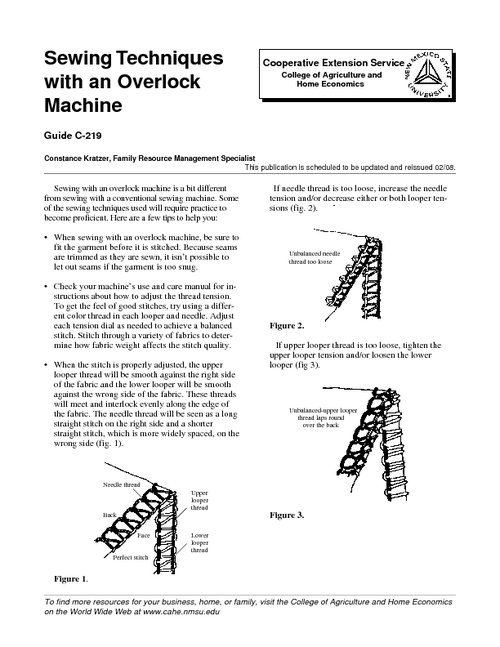 Sewing Techniques
with an Overlock
Machine
Cooperative Extension Service
College of Agriculture and
Home Economics
NEW MEXICO STATE
UNIVERSITY
Guide C-219
Constance Kratzer, Family Resource Management Specialist
This publication is scheduled to be updated and reissued 02/08.
Sewing with an overlock machine is a bit different
from sewing with a conventional sewing machine. Some
of the sewing techniques used will require practice to
become proficient. Here are a few tips to help you:
• When sewing with an overlock machine, be sure to
fit the garment before it is stitched. Because seams
are trimmed as they are sewn, it isn't possible to
let out seams if the garment is too snug.
• Check your machine's use and care manual for in-
structions about how to adjust the thread tension.
To get the feel of good stitches, try using a differ-
ent color thread in each looper and needle. Adjust
each tension dial as needed to achieve a balanced
stitch. Stitch through a variety of fabrics to deter-
mine how fabric weight affects the stitch quality.
• When the stitch is properly adjusted, the upper
looper thread will be smooth against the right side
of the fabric and the lower looper will be smooth
against the wrong side of the fabric. These threads
will meet and interlock evenly along the edge of
the fabric. The needle thread will be seen as a long
straight stitch on the right side and a shorter
straight stitch, which is more widely spaced, on the
wrong side (fig. 1).
Needle thread
Back
Face
Perfect stitch
Upper
looper
thread
Lower
looper
thread
Figure 1.
If needle thread is too loose, increase the needle
tension and/or decrease either or both looper ten-
sions (fig. 2).
Unbalanced needle
thread too loose
Figure 2.
If upper looper thread is too loose, tighten the
upper looper tension and/or loosen the lower
looper (fig 3).
Unbalanced-upper looper
thread laps round
over the back
Figure 3.
To find more resources for your business, home, or family, visit the College of Agriculture and Home Economics
on the World Wide Web at www.cahe.nmsu.edu